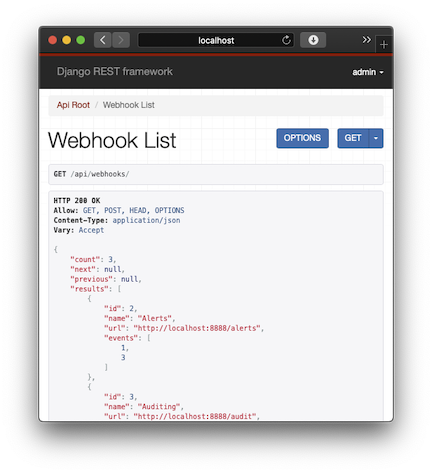 localhost
Django REST framework
admin
Api Root / Webhook List
Webhook List
OPTIONS
GET
GET /api/webhooks/
HTTP 200 OK
Allow: GET, POST, HEAD, OPTIONS
Content-Type: application/json
Vary: Accept
{
"count": 3,
"next": null,
"previous": null,
"results": [
{
"id": 2,
"name": "Alerts",
"url": "http://localhost:8888/alerts",
"events": [
1,
3
]
},
{
"id": 3,
"name": "Auditing",
"url": "http://localhost:8888/audit",